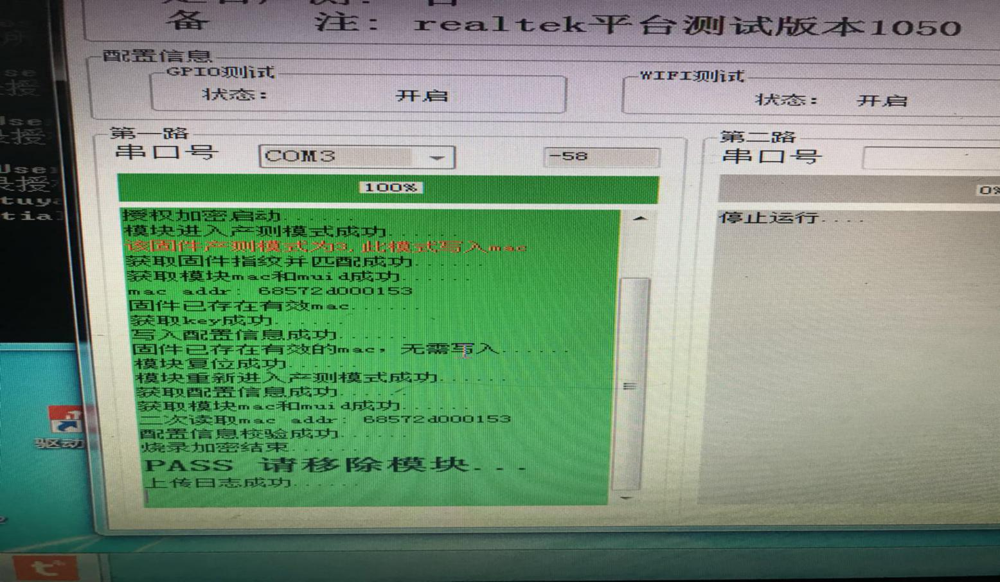 备 注: realtek平台测试版本1050
配置信息
GPIO测试
状态: 开启
WIFI测试
状态: 开启
第一路
串口号 COM3 -58
100%
授权加密启动......
模块进入产测模式成功......
该固件产测模式为3,此模式写入mac
获取固件指纹并匹配成功......
获取模块mac和muid成功......
mac addr: 68572d000153
固件已存在有效mac......
获取key成功......
写入配置信息成功......
固件已存在有效的mac，无需写入......
模块复位成功......
模块重新进入产测模式成功......
获取配置信息成功......
获取模块mac和muid成功......
二次读取mac addr: 68572d000153
配置信息校验成功......
烧录加密结束......
PASS 请移除模块...
上传日志成功......
第二路
串口号
0%
停止运行....
se
授
Use
录授
Use
录授
tuya
tia
驱动
t